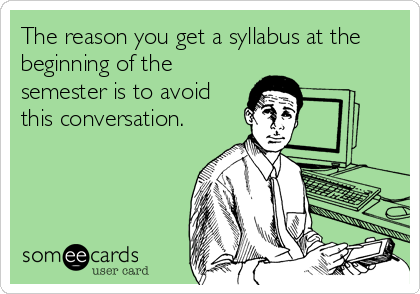 The reason you get a syllabus at the
beginning of the
semester is to avoid
this conversation.
someecards
user card